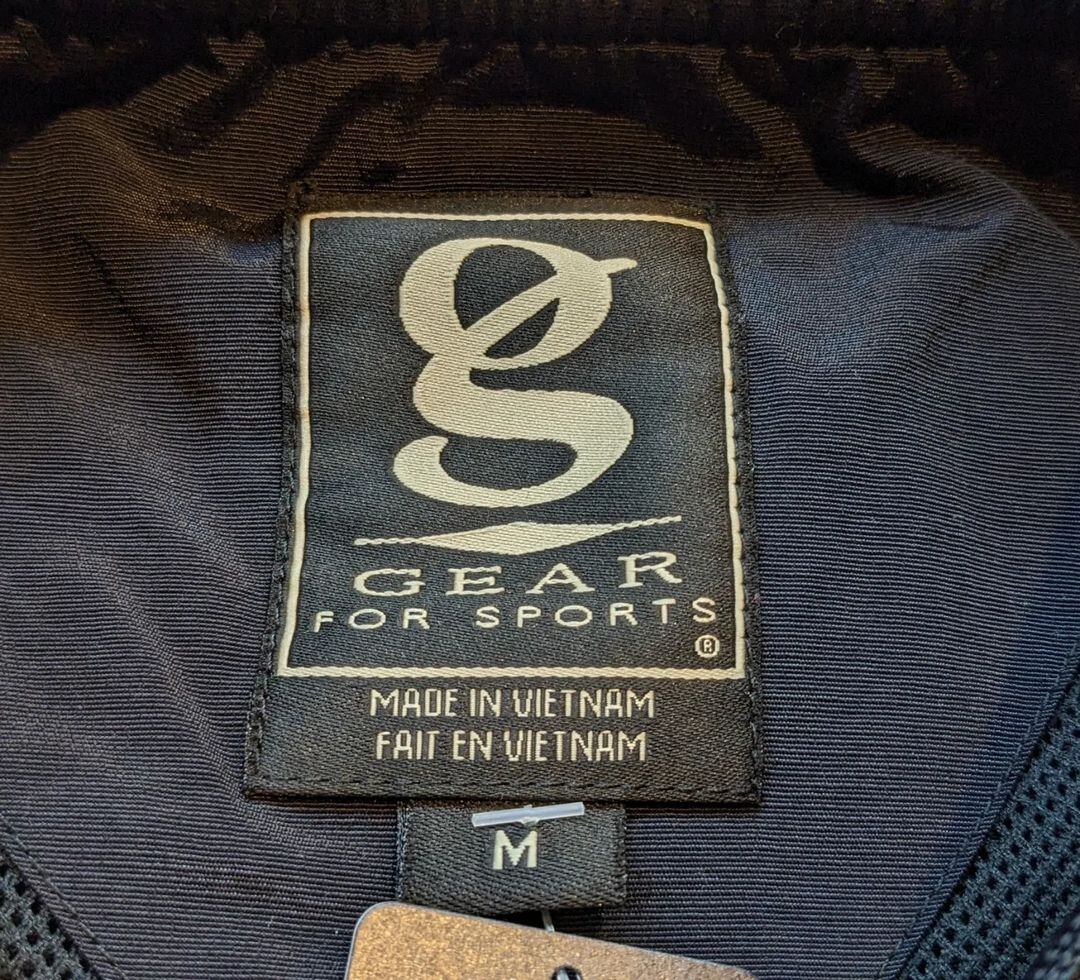 g
GEAR
FOR SPORTS
®
MADE IN VIETNAM
FAIT EN VIETNAM
M